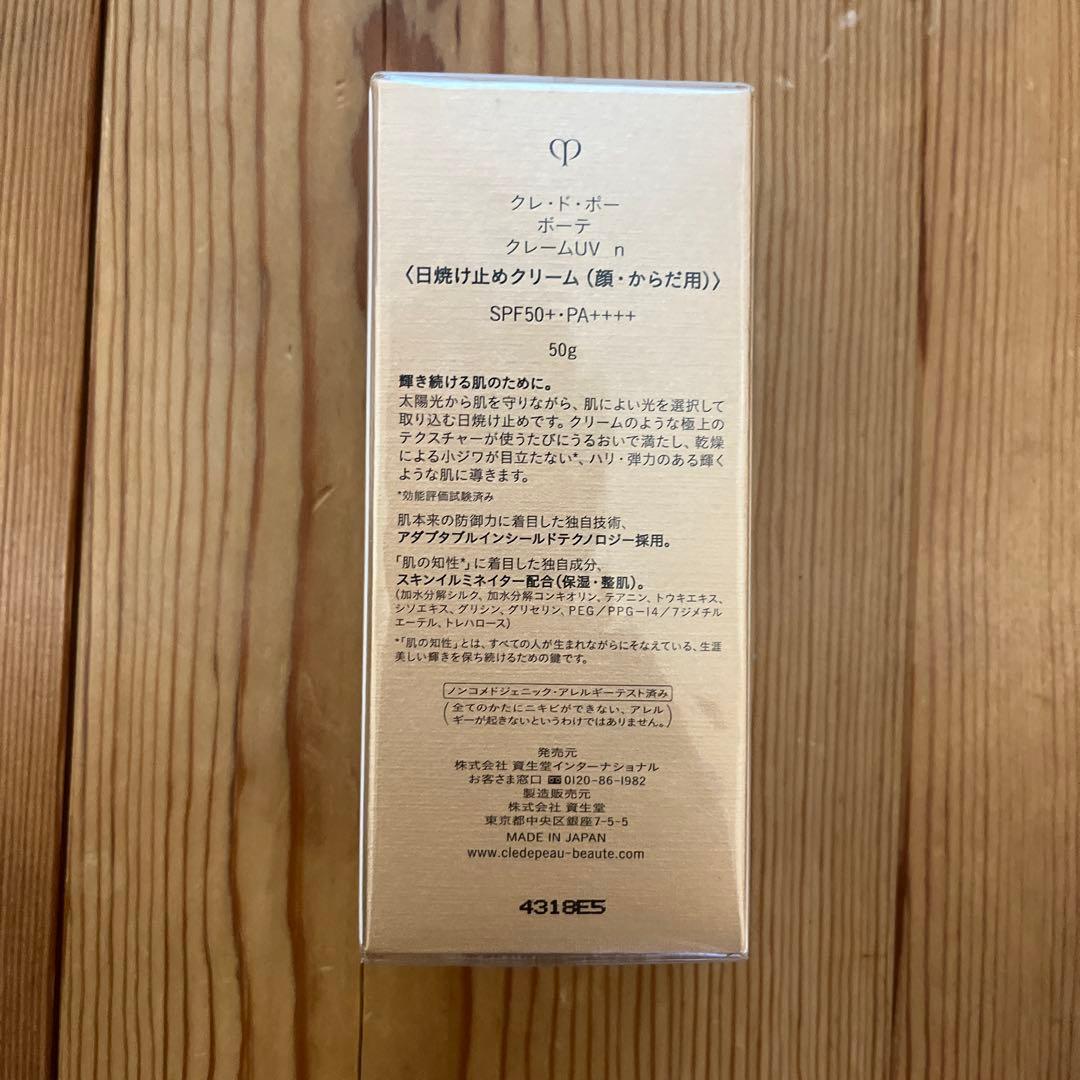 クレ・ド・ポー
ボーテ
クレームUV n
〈日焼け止めクリーム（顔・からだ用）〉
SPF50+・PA++++
50g
輝き続ける肌のために。
太陽光から肌を守りながら、肌によい光を選択して
取り込む日焼け止めです。クリームのような極上の
テクスチャーが使うたびにうるおいで満たし、乾燥
による小ジワが目立たない*、ハリ・弾力のある輝く
ような肌に導きます。
*効能評価試験済み
肌本来の防御力に着目した独自技術、
アダプタブルインシールドテクノロジー採用。
「肌の知性*」に着目した独自成分、
スキンイルミネイター配合（保湿・整肌）。
（加水分解シルク、加水分解コンキオリン、テアニン、トウキエキス、
シソエキス、グリシン、グリセリン、PEG／PPG－14／7ジメチル
エーテル、トレハロース）
*「肌の知性」とは、すべての人が生まれながらにそなえている、生涯
美しい輝きを保ち続けるための鍵です。
ノンコメドジェニック・アレルギーテスト済み
（全てのかたにニキビができない、アレル
ギーが起きないというわけではありません。）
発売元
株式会社 資生堂インターナショナル
お客さま窓口 0120-86-1982
製造販売元
株式会社 資生堂
東京都中央区銀座7-5-5
MADE IN JAPAN
www.cledepeau-beaute.com
4318E5